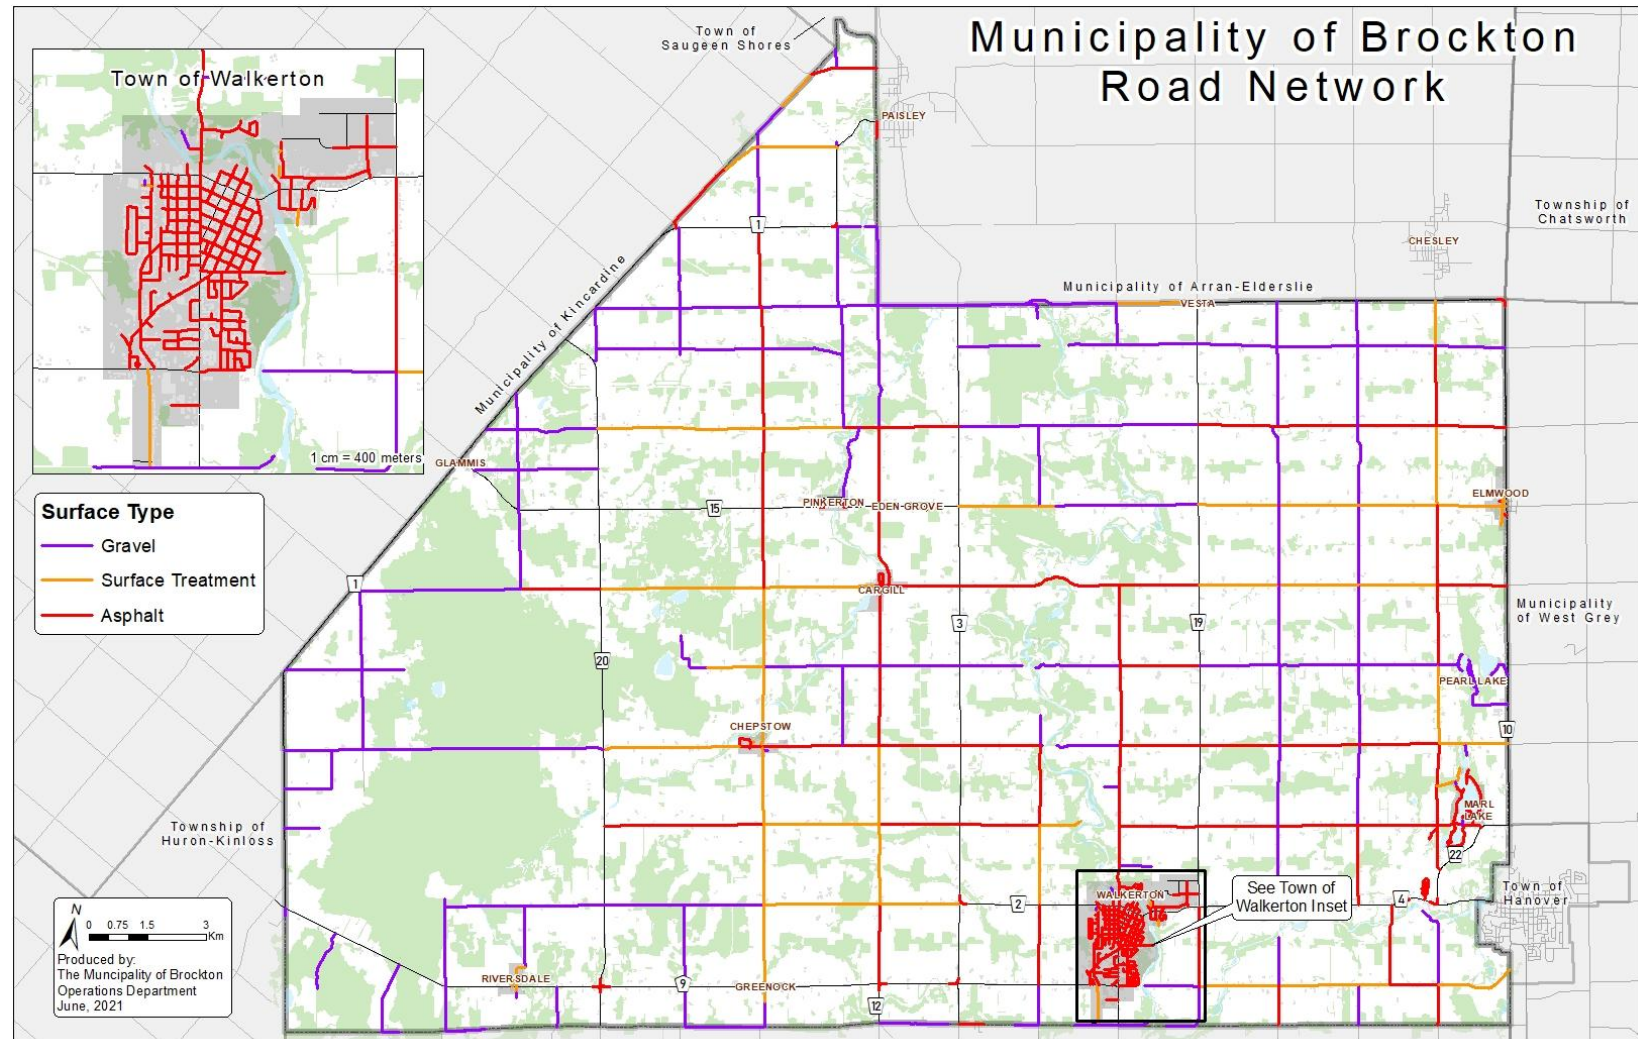 Municipality of Brockton
Road Network
Town of Walkerton
1 cm = 400 meters
Surface Type
Gravel
Surface Treatment
Asphalt
Town of
Saugeen Shores
PAISLEY
Township of
Chatsworth
CHESLEY
Municipality of Arran-Elderslie
VESTA
Municipality of Kincardine
1
GLAMMIS
15
PINKERTON
EDEN-GROVE
ELMWOOD
1
CARGILL
3
19
Municipality
of West Grey
20
PEARL LAKE
CHEPSTOW
10
Township of
Huron-Kinloss
MARL
LAKE
22
WALKERTON
See Town of
Walkerton Inset
2
4
Town of
Hanover
RIVERSDALE
9
GREENOCK
12
N
0 0.75 1.5 3
Km
Produced by:
The Muncipality of Brockton
Operations Department
June, 2021